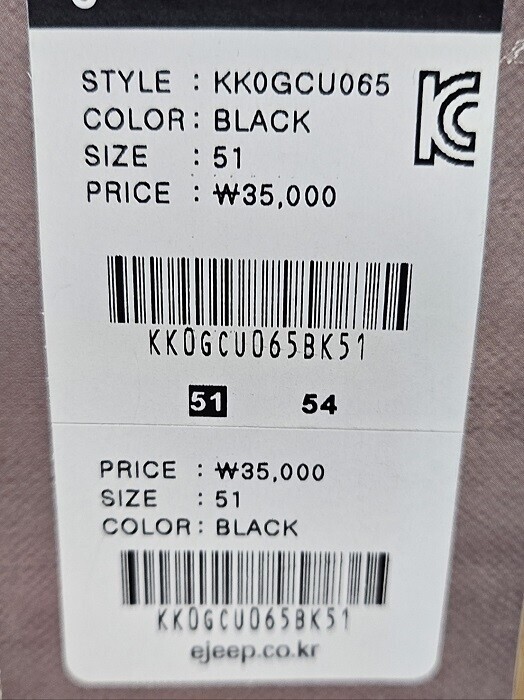 STYLE : KK0GCU065
COLOR : BLACK
SIZE : 51
PRICE : ₩35,000
KK0GCU065BK51
51 54
PRICE : ₩35,000
SIZE : 51
COLOR : BLACK
KK0GCU065BK51
ejeep.co.kr